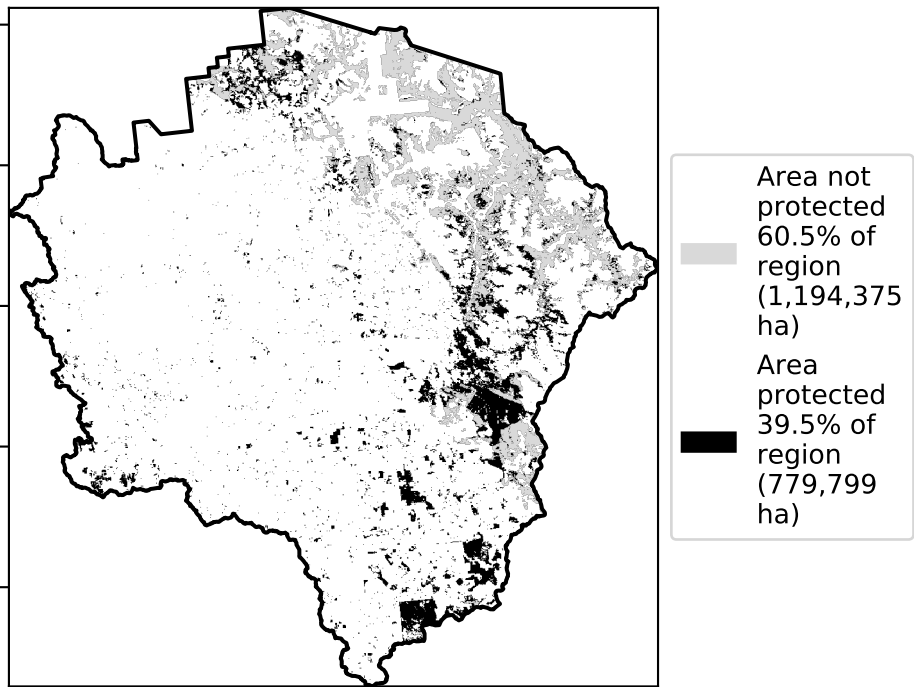 Area not
protected
60.5% of
region
(1,194,375
ha)
Area
protected
39.5% of
region
(779,799
ha)